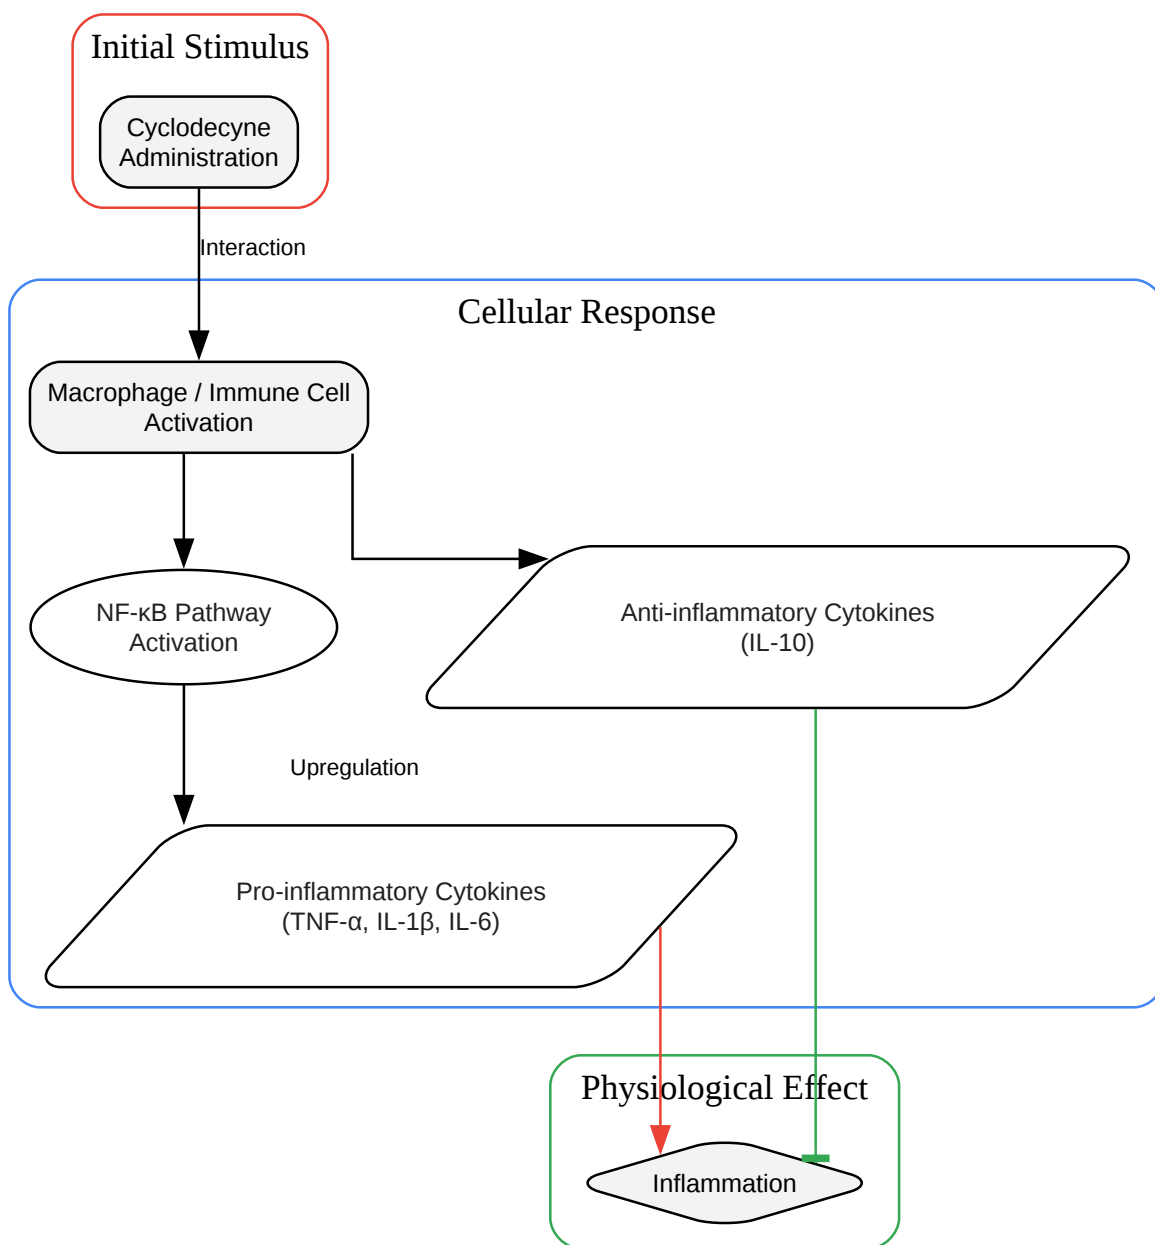 Initial Stimulus
Cyclodecyne
Administration
Interaction
Cellular Response
Macrophage / Immune Cell
Activation
NF-κB Pathway
Activation
Anti-inflammatory Cytokines
(IL-10)
Upregulation
Pro-inflammatory Cytokines
(TNF-α, IL-1β, IL-6)
Physiological Effect
Inflammation